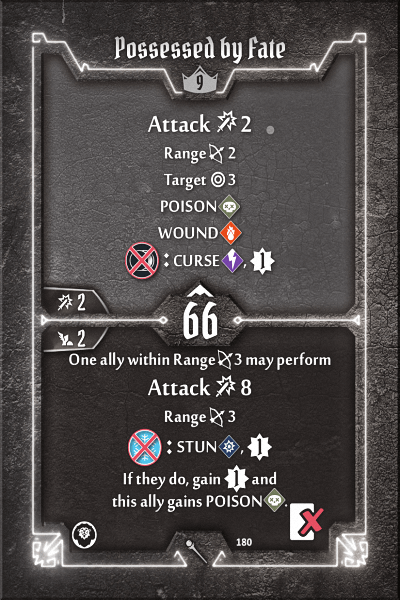 Possessed by Fate
9
Attack 2
Range 2
Target 3
POISON
WOUND
: CURSE , 1
2
66
2
One ally within Range 3 may perform
Attack 8
Range 3
: STUN , 1
If they do, gain 1 and
this ally gains POISON .
180